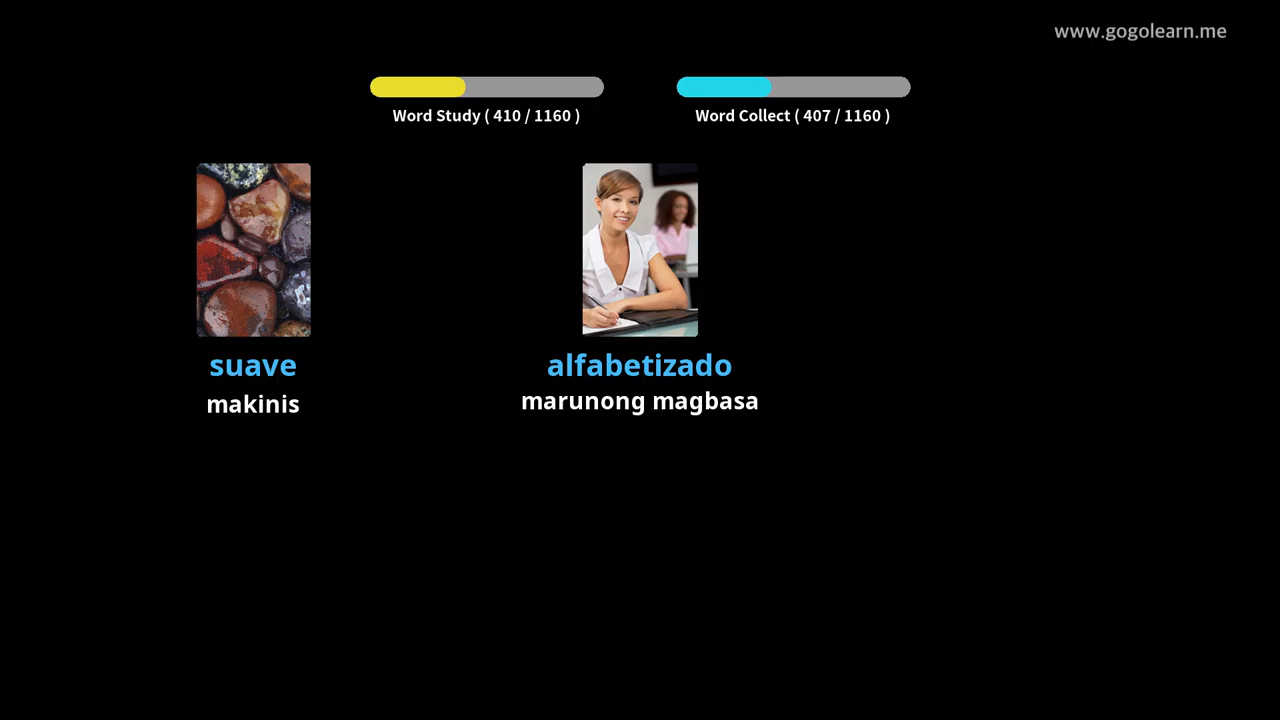 www.gogolearn.me
Word Study ( 410 / 1160 )
Word Collect ( 407 / 1160 )
suave
makinis
alfabetizado
marunong magbasa